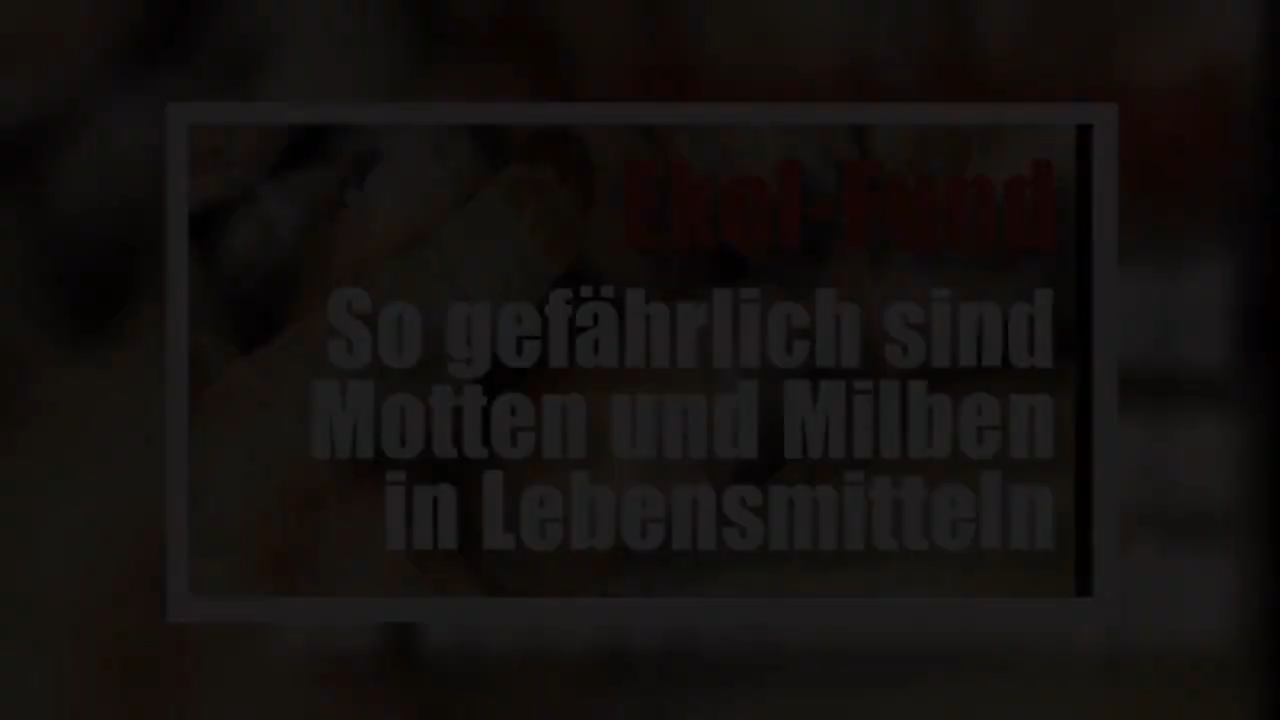 Ekel-Fund
So gefährlich sind
Motten und Milben
in Lebensmitteln